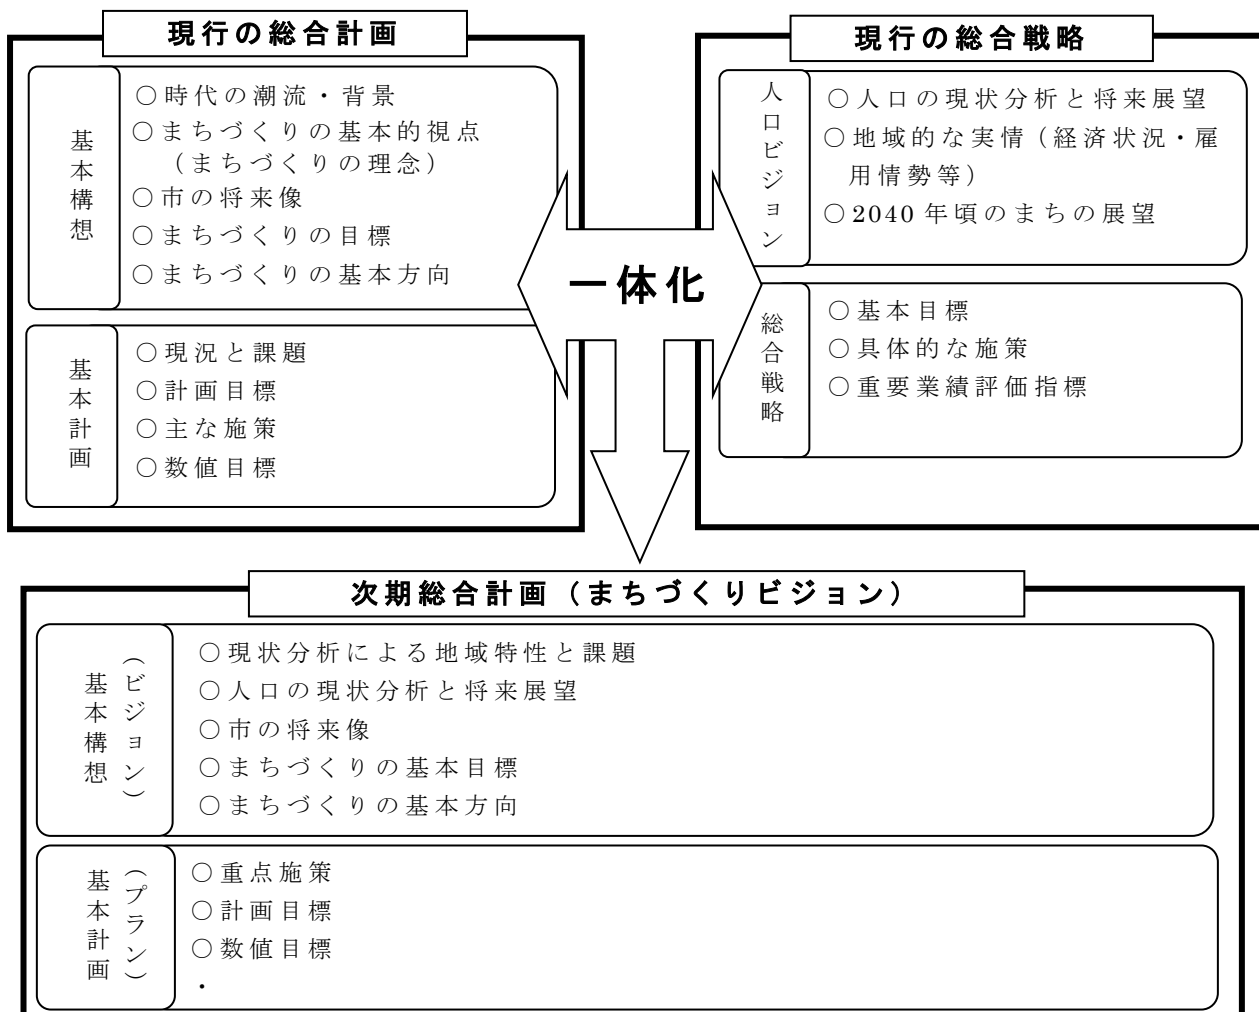 現行の総合計画
基本構想
○時代の潮流・背景
○まちづくりの基本的視点
（まちづくりの理念）
○市の将来像
○まちづくりの目標
○まちづくりの基本方向
基本計画
○現況と課題
○計画目標
○主な施策
○数値目標
現行の総合戦略
人口ビジョン
○人口の現状分析と将来展望
○地域的な実情（経済状況・雇
用情勢等）
○2040年頃のまちの展望
総合戦略
○基本目標
○具体的な施策
○重要業績評価指標
一体化
次期総合計画（まちづくりビジョン）
基本構想
（ビジョン）
○現状分析による地域特性と課題
○人口の現状分析と将来展望
○市の将来像
○まちづくりの基本目標
○まちづくりの基本方向
基本計画
（プラン）
○重点施策
○計画目標
○数値目標
・